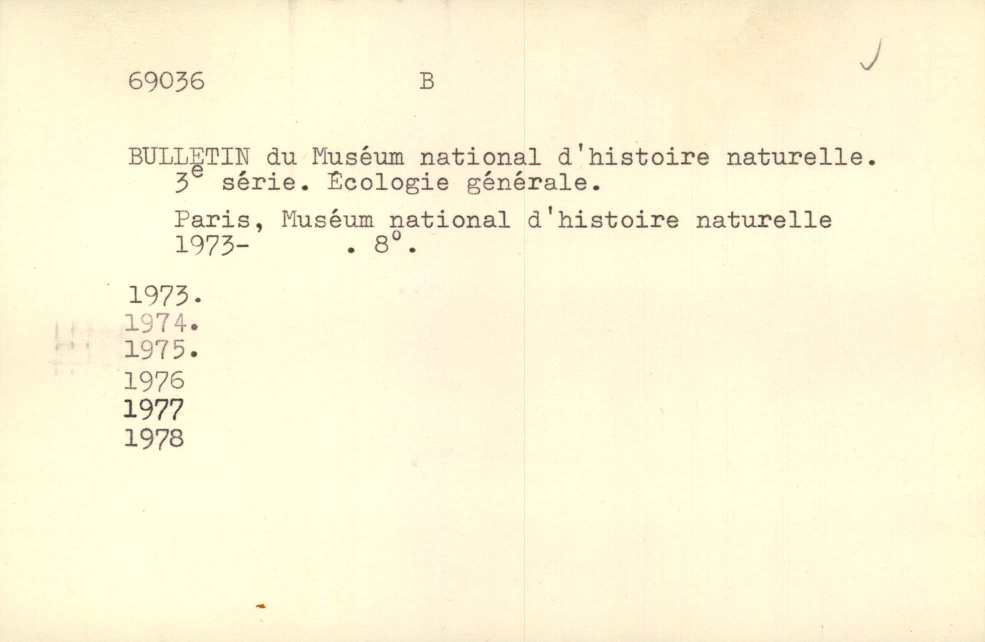 69036 B
BULLETIN du Muséum national d'histoire naturelle.
3e série. Écologie générale.
Paris, Muséum national d'histoire naturelle
1973- . 8°.
1973.
1974.
1975.
1976
1977
1978